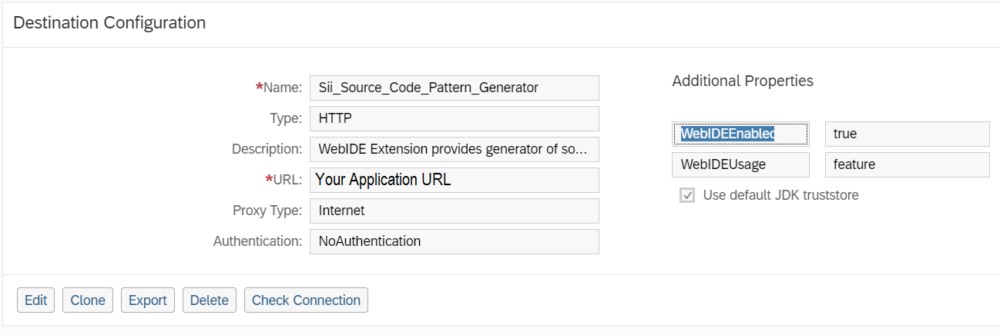 Destination Configuration
*Name: Sii_Source_Code_Pattern_Generator
Type: HTTP
Description: WebIDE Extension provides generator of so...
*URL: Your Application URL
Proxy Type: Internet
Authentication: NoAuthentication
Additional Properties
WebIDEEnabled true
WebIDEUsage feature
Use default JDK truststore
Edit Clone Export Delete Check Connection